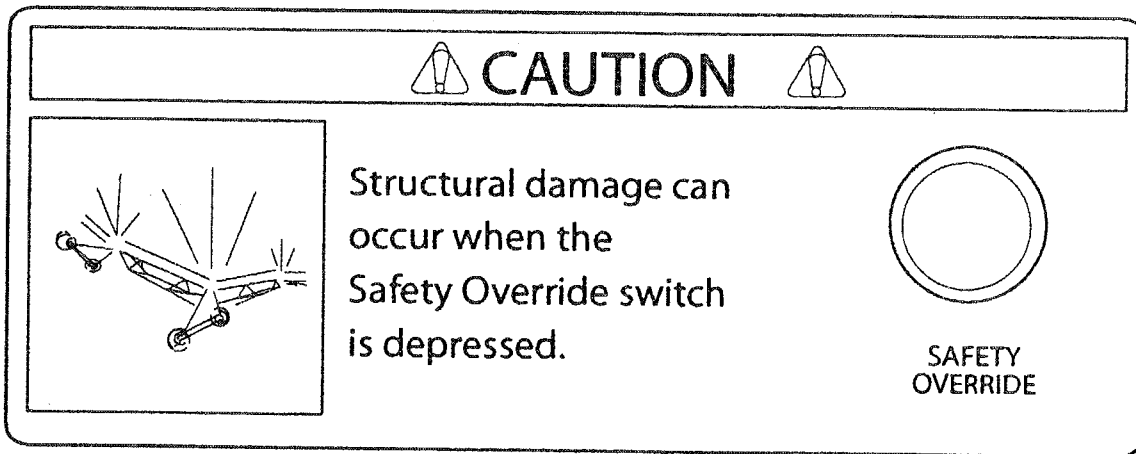 CAUTION
Structural damage can
occur when the
Safety Override switch
is depressed.
SAFETY
OVERRIDE